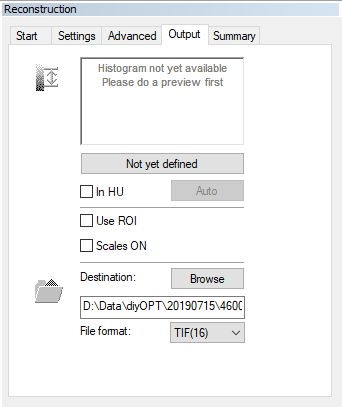 Reconstruction
Start Settings Advanced Output Summary
Histogram not yet available
Please do a preview first
Not yet defined
In HU Auto
Use ROI
Scales ON
Destination: Browse
D:\Data\diyOPT\20190715\4600
File format: TIF(16)